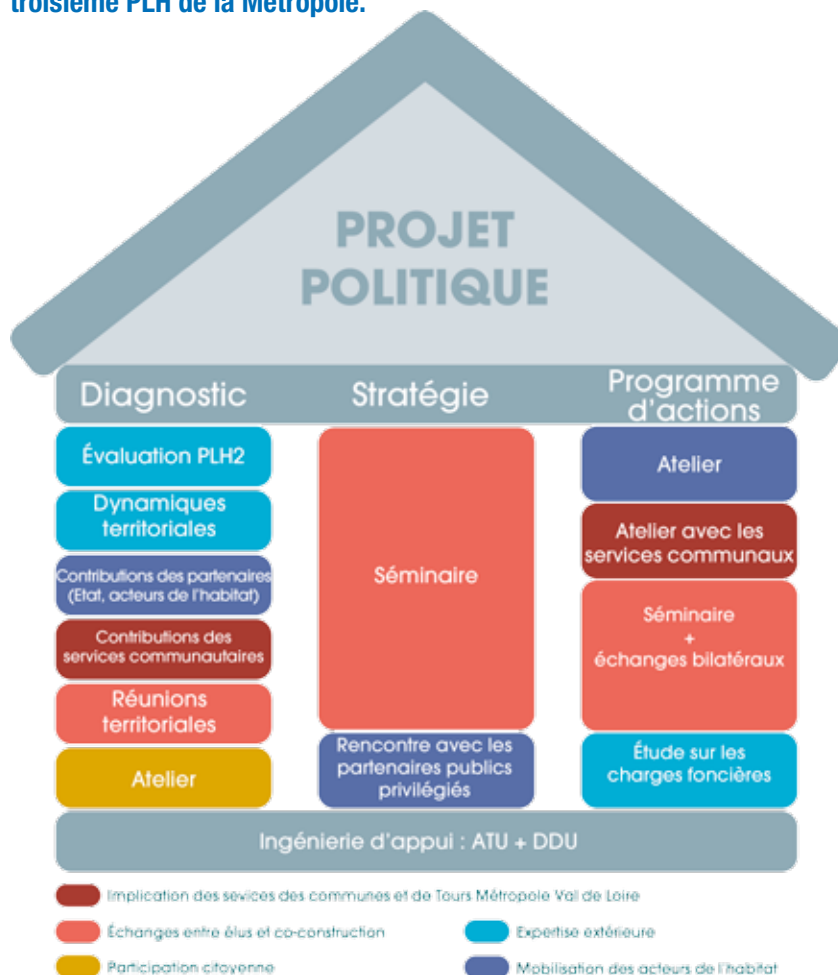 troisième PLH de la Métropole.
PROJET
POLITIQUE
Diagnostic
Stratégie
Programme
d'actions
Évaluation PLH2
Dynamiques
territoriales
Contributions des partenaires
(Etat, acteurs de l'habitat)
Contributions des
services communautaires
Réunions
territoriales
Atelier
Séminaire
Rencontre avec les
partenaires publics
privilégiés
Atelier
Atelier avec les
services communaux
Séminaire
+
échanges bilatéraux
Étude sur les
charges foncières
Ingénierie d'appui : ATU + DDU
Implication des sevices des communes et de Tours Métropole Val de Loire
Échanges entre élus et co-construction
Expertise extérieure
Participation citoyenne
Mobilisation des acteurs de l'habitat